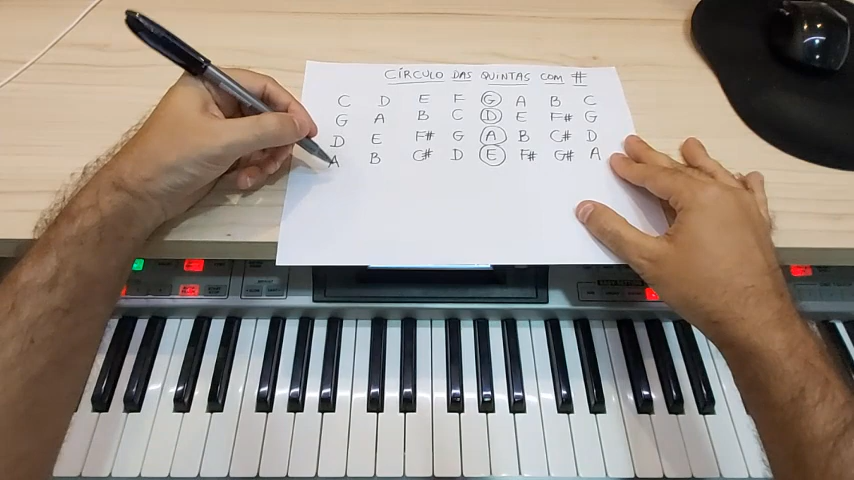 CÍRCULO DAS QUINTAS COM #
C D E F G A B C
G A B C D E F# G
D E F# G A B C# D
A B C# D E F# G# A